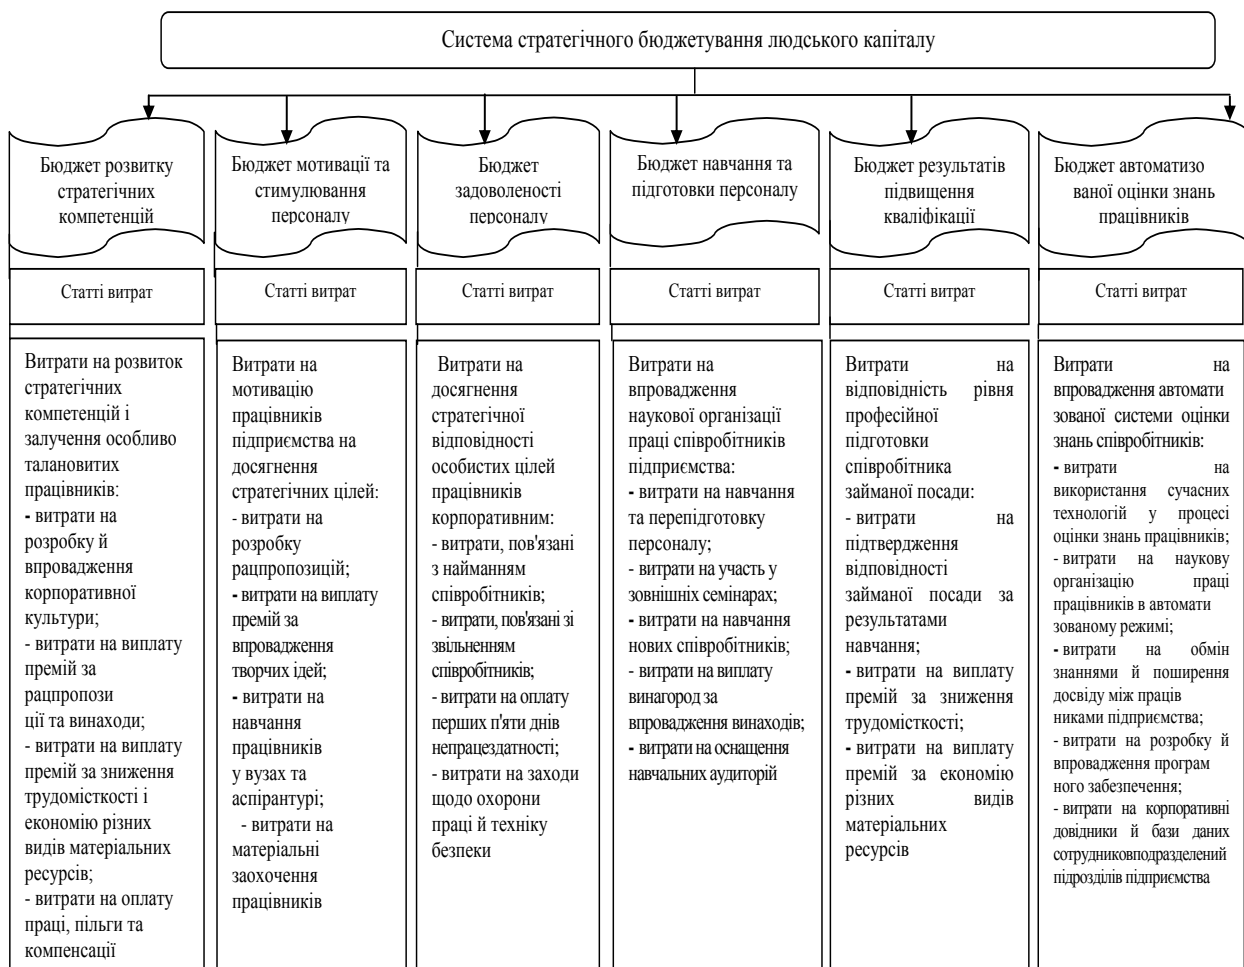 Система стратегічного бюджетування людського капіталу
Бюджет розвитку
стратегічних
компетенцій
Бюджет мотивації та
стимулювання
персоналу
Бюджет
задоволеності
персоналу
Бюджет навчання та
підготовки персоналу
Бюджет результатів
підвищення
кваліфікації
Бюджет автоматизо
ваної оцінки знань
працівників
Статті витрат
Статті витрат
Статті витрат
Статті витрат
Статті витрат
Статті витрат
Витрати на розвиток
стратегічних
компетенцій і
залучення особливо
талановитих
працівників:
- витрати на
розробку й
впровадження
корпоративної
культури;
- витрати на виплату
премій за
рацпропози
ції та винаходи;
- витрати на виплату
премій за зниження
трудомісткості і
економію різних
видів матеріальних
ресурсів;
- витрати на оплату
праці, пільги та
компенсації
Витрати на
мотивацію
працівників
підприємства на
досягнення
стратегічних цілей:
- витрати на
розробку
рацпропозицій;
- витрати на виплату
премій за
впровадження
творчих ідей;
- витрати на
навчання
працівників
у вузах та
аспірантурі;
- витрати на
матеріальні
заохочення
працівників
Витрати на
досягнення
стратегічної
відповідності
особистих цілей
працівників
корпоративним:
- витрати, пов'язані
з найманням
співробітників;
- витрати, пов'язані зі
звільненням
співробітників;
- витрати на оплату
перших п'яти днів
непрацездатності;
- витрати на заходи
щодо охорони
праці й техніку
безпеки
Витрати на
впровадження
наукової організації
праці співробітників
підприємства:
- витрати на навчання
та перепідготовку
персоналу;
- витрати на участь у
зовнішніх семінарах;
- витрати на навчання
нових співробітників;
- витрати на виплату
винагород за
впровадження винаходів;
- витрати на оснащення
навчальних аудиторій
Витрати на
відповідність рівня
професійної
підготовки
співробітника
займаної посади:
- витрати на
підтвердження
відповідності
займаної посади за
результатами
навчання;
- витрати на виплату
премій за зниження
трудомісткості;
- витрати на виплату
премій за економію
різних видів
матеріальних
ресурсів
Витрати на
впровадження автомати
зованої системи оцінки
знань співробітників:
- витрати на
використання сучасних
технологій у процесі
оцінки знань працівників;
- витрати на наукову
організацію праці
працівників в автомати
зованому режимі;
- витрати на обмін
знаннями й поширення
досвіду між праців
никами підприємства;
- витрати на розробку й
впровадження програм
ного забезпечення;
- витрати на корпоративні
довідники й бази даних
сотрудниковподразделений
підрозділів підприємства